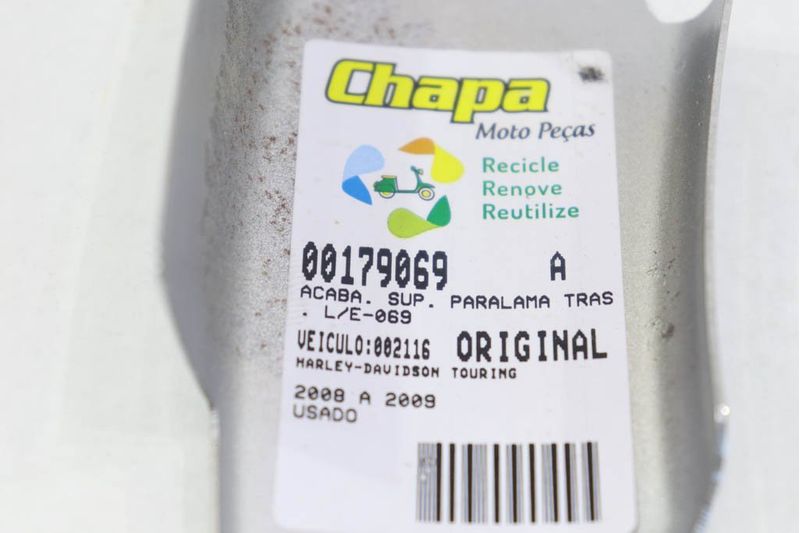 Chapa
Moto Peças
Recicle
Renove
Reutilize
00179069 A
ACABA. SUP. PARALAMA TRAS
. L/E-069
VEICULO:002116 ORIGINAL
HARLEY-DAVIDSON TOURING
2008 A 2009
USADO